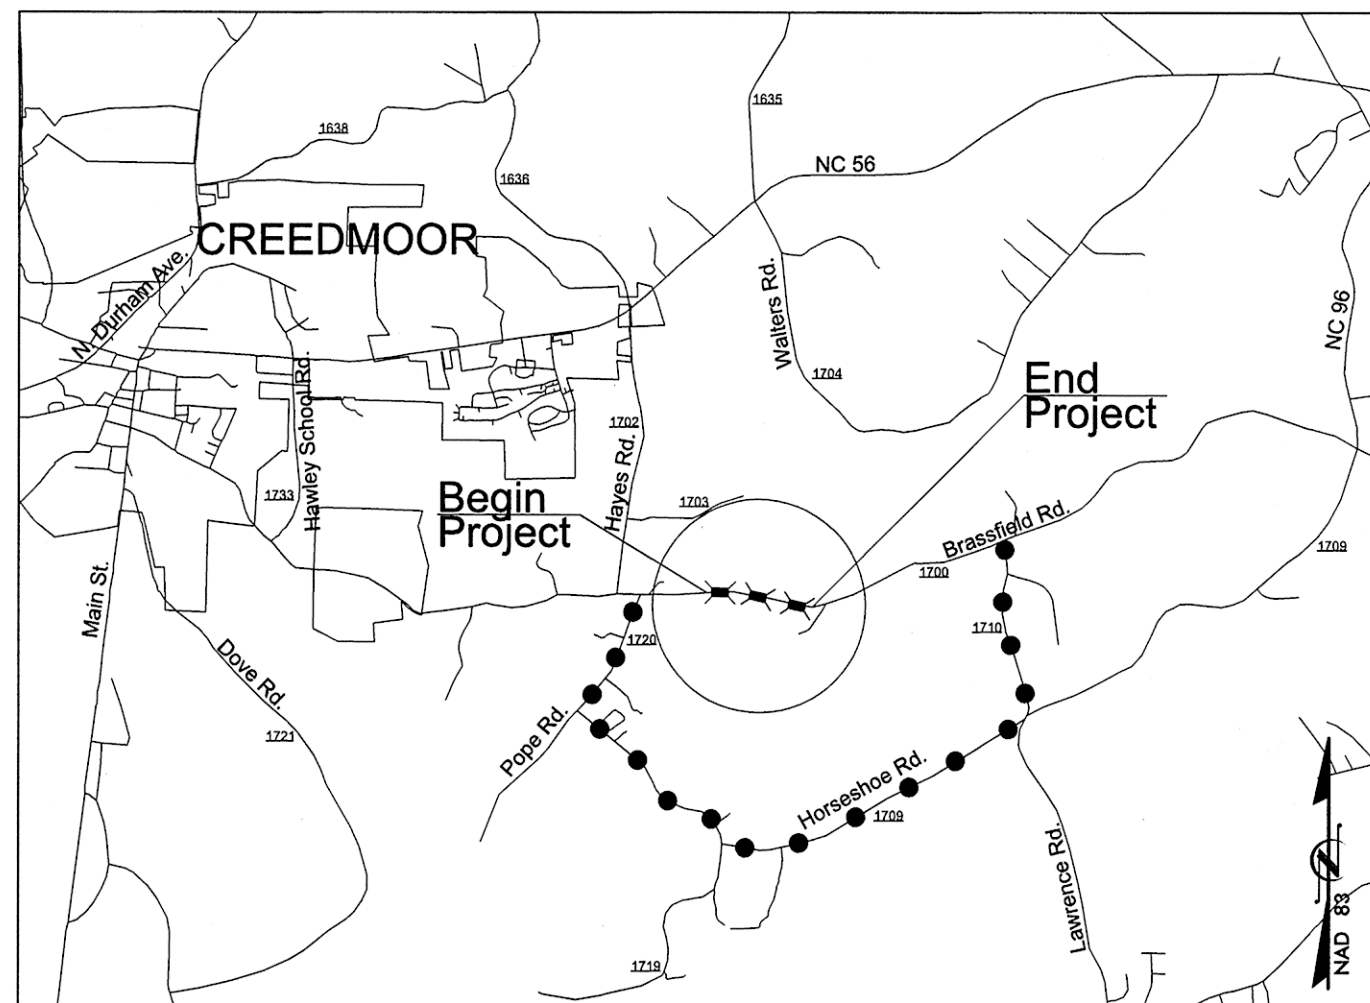 1635
1638
NC 56
1636
CREEDMOOR
N. Durham Ave.
Walters Rd.
NC 96
1704
End
Project
Hawley School Rd.
1702
Hayes Rd.
Begin
Project
1733
1703
Brassfield Rd.
1700
1709
Main St.
1720
1710
Dove Rd.
1721
Pope Rd.
Horseshoe Rd.
1709
Lawrence Rd.
1719
NAD 83